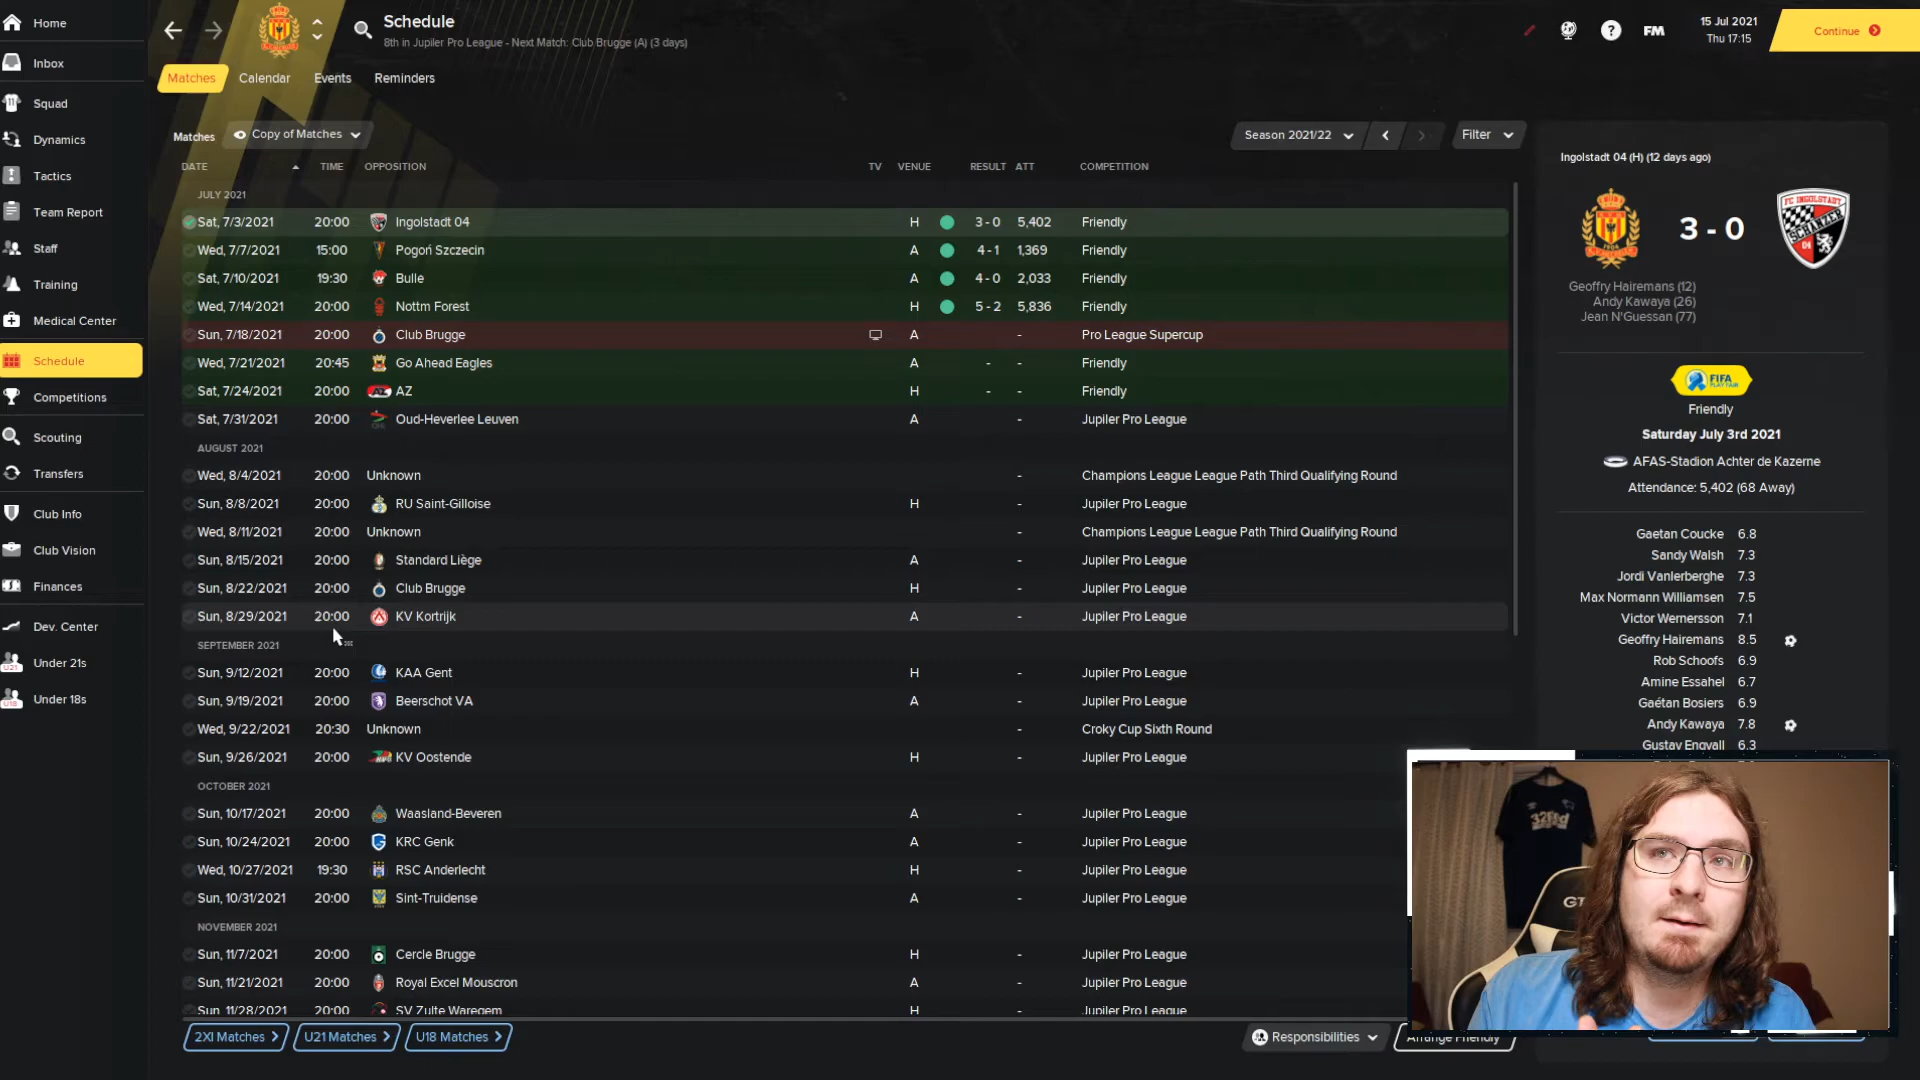 Home
Inbox
Squad
Dynamics
Tactics
Team Report
Staff
Training
Medical Center
Schedule
Competitions
Scouting
Transfers
Club Info
Club Vision
Finances
Dev. Center
Under 21s
Under 18s
Schedule
8th in Jupiler Pro League - Next Match: Club Brugge (A) (3 days)
FM
15 Jul 2021
Thu 17:15
Continue
Matches Calendar Events Reminders
Matches Copy of Matches
Season 2021/22
Filter
DATE TIME OPPOSITION TV VENUE RESULT ATT COMPETITION
JULY 2021
Sat, 7/3/2021 20:00 Ingolstadt 04 H 3 - 0 5,402 Friendly
Wed, 7/7/2021 15:00 Pogoń Szczecin A 4 - 1 1,369 Friendly
Sat, 7/10/2021 19:30 Bulle A 4 - 0 2,033 Friendly
Wed, 7/14/2021 20:00 Nottm Forest H 5 - 2 5,836 Friendly
Sun, 7/18/2021 20:00 Club Brugge A - Pro League Supercup
Wed, 7/21/2021 20:45 Go Ahead Eagles A - - Friendly
Sat, 7/24/2021 20:00 AZ H - - Friendly
Sat, 7/31/2021 20:00 Oud-Heverlee Leuven A - Jupiler Pro League
AUGUST 2021
Wed, 8/4/2021 20:00 Unknown - Champions League League Path Third Qualifying Round
Sun, 8/8/2021 20:00 RU Saint-Gilloise H - Jupiler Pro League
Wed, 8/11/2021 20:00 Unknown - Champions League League Path Third Qualifying Round
Sun, 8/15/2021 20:00 Standard Liège A - Jupiler Pro League
Sun, 8/22/2021 20:00 Club Brugge H - Jupiler Pro League
Sun, 8/29/2021 20:00 KV Kortrijk A - Jupiler Pro League
SEPTEMBER 2021
Sun, 9/12/2021 20:00 KAA Gent H - Jupiler Pro League
Sun, 9/19/2021 20:00 Beerschot VA A - Jupiler Pro League
Wed, 9/22/2021 20:30 Unknown - Croky Cup Sixth Round
Sun, 9/26/2021 20:00 KV Oostende H - Jupiler Pro League
OCTOBER 2021
Sun, 10/17/2021 20:00 Waasland-Beveren A - Jupiler Pro League
Sun, 10/24/2021 20:00 KRC Genk A - Jupiler Pro League
Wed, 10/27/2021 19:30 RSC Anderlecht H - Jupiler Pro League
Sun, 10/31/2021 20:00 Sint-Truidense A - Jupiler Pro League
NOVEMBER 2021
Sun, 11/7/2021 20:00 Cercle Brugge H - Jupiler Pro League
Sun, 11/21/2021 20:00 Royal Excel Mouscron A - Jupiler Pro League
Sun, 11/28/2021 20:00 SV Zulte Waregem H - Jupiler Pro League
2XI Matches
U21 Matches
U18 Matches
Responsibilities
Arrange Friendly
Ingolstadt 04 (H) (12 days ago)
3 - 0
Geoffry Hairemans (12)
Andy Kawaya (26)
Jean N'Guessan (77)
FIFA
Friendly
Saturday July 3rd 2021
AFAS-Stadion Achter de Kazerne
Attendance: 5,402 (68 Away)
Gaetan Coucke 6.8
Sandy Walsh 7.3
Jordi Vanlerberghe 7.3
Max Normann Williamsen 7.5
Victor Wernersson 7.1
Geoffry Hairemans 8.5
Rob Schoofs 6.9
Amine Essahel 6.7
Gaétan Bosiers 6.9
Andy Kawaya 7.8
Gustav Engvall 6.3
32Red
GT